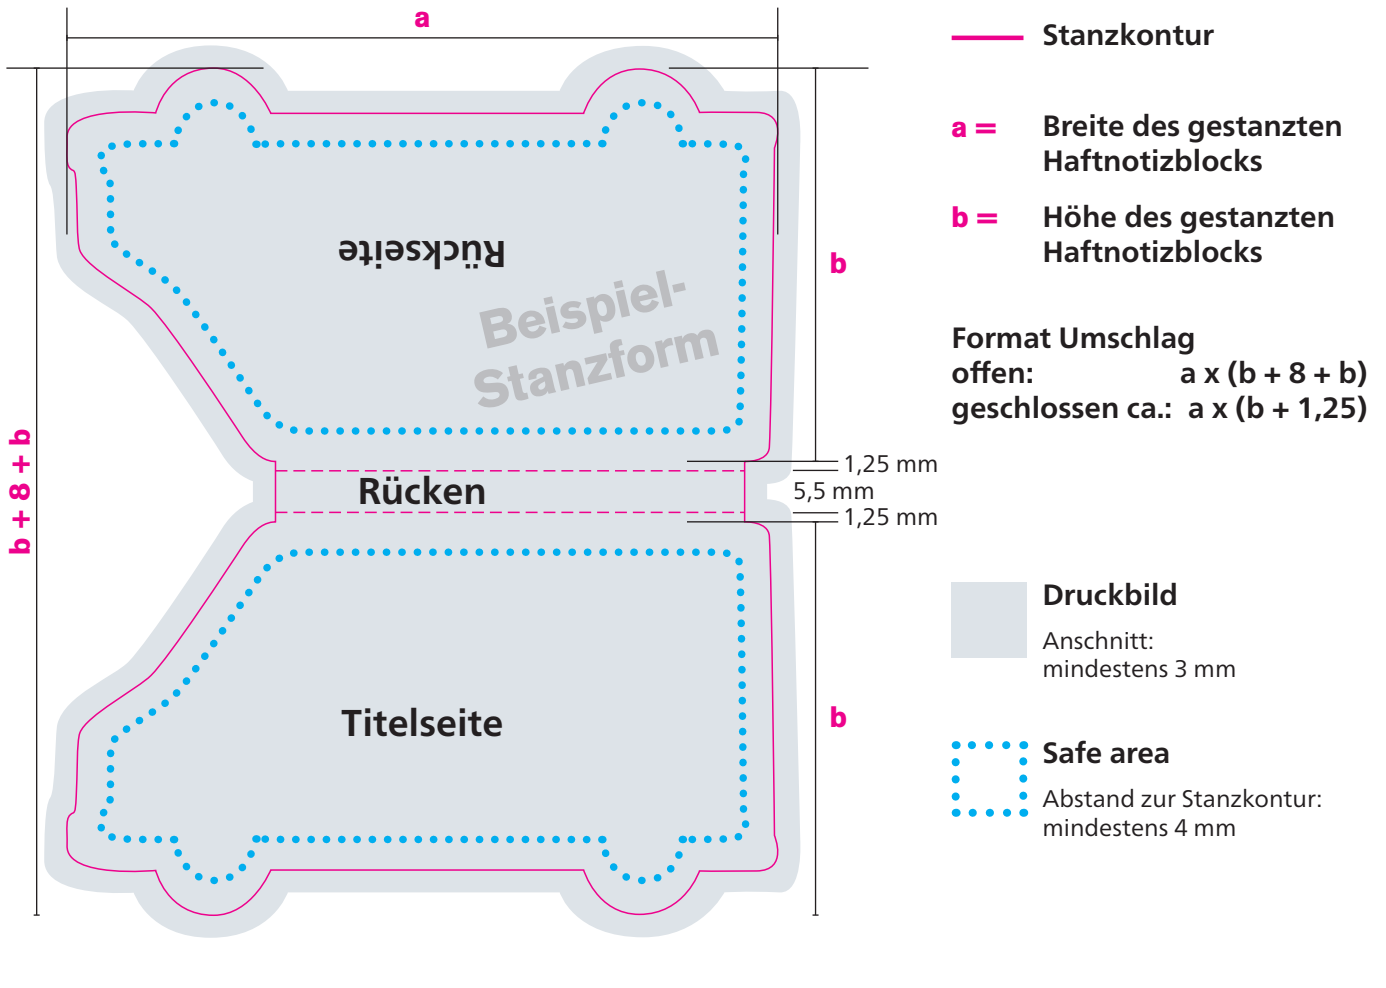 a
Rückseite
Beispiel-
Stanzform
b
b + 8 + b
1,25 mm
Rücken
5,5 mm
1,25 mm
Titelseite
b
Stanzkontur
a = Breite des gestanzten
Haftnotizblocks
b = Höhe des gestanzten
Haftnotizblocks
Format Umschlag
offen: a x (b + 8 + b)
geschlossen ca.: a x (b + 1,25)
Druckbild
Anschnitt:
mindestens 3 mm
Safe area
Abstand zur Stanzkontur:
mindestens 4 mm